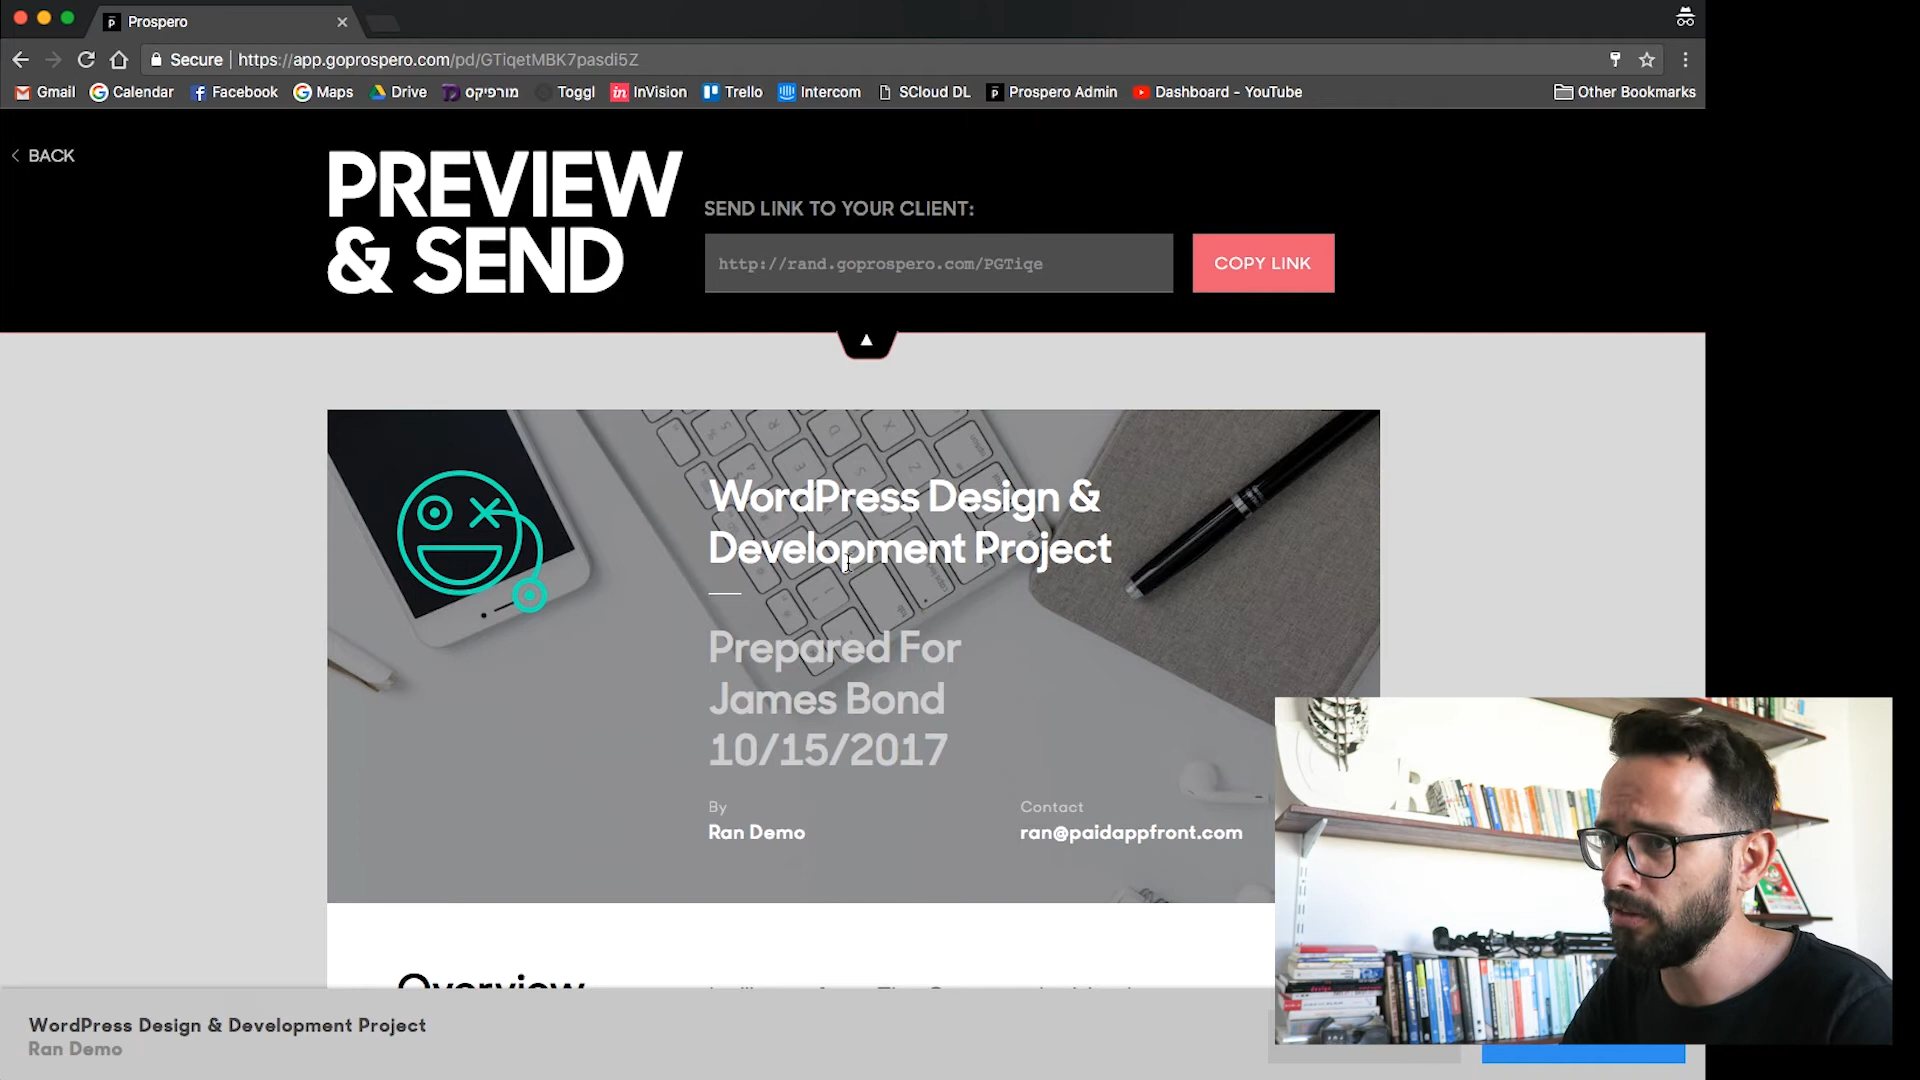 Prospero
Secure https://app.goprospero.com/pd/GTiqetMBK7pasdi5Z
Gmail Calendar Facebook Maps Drive מורפיקס Toggl InVision Trello Intercom SCloud DL Prospero Admin Dashboard - YouTube Other Bookmarks
BACK
PREVIEW
& SEND
SEND LINK TO YOUR CLIENT:
http://rand.goprospero.com/PGTiqe
COPY LINK
WordPress Design &
Development Project
Prepared For
James Bond
10/15/2017
By
Ran Demo
Contact
ran@paidappfront.com
Overview
WordPress Design & Development Project
Ran Demo